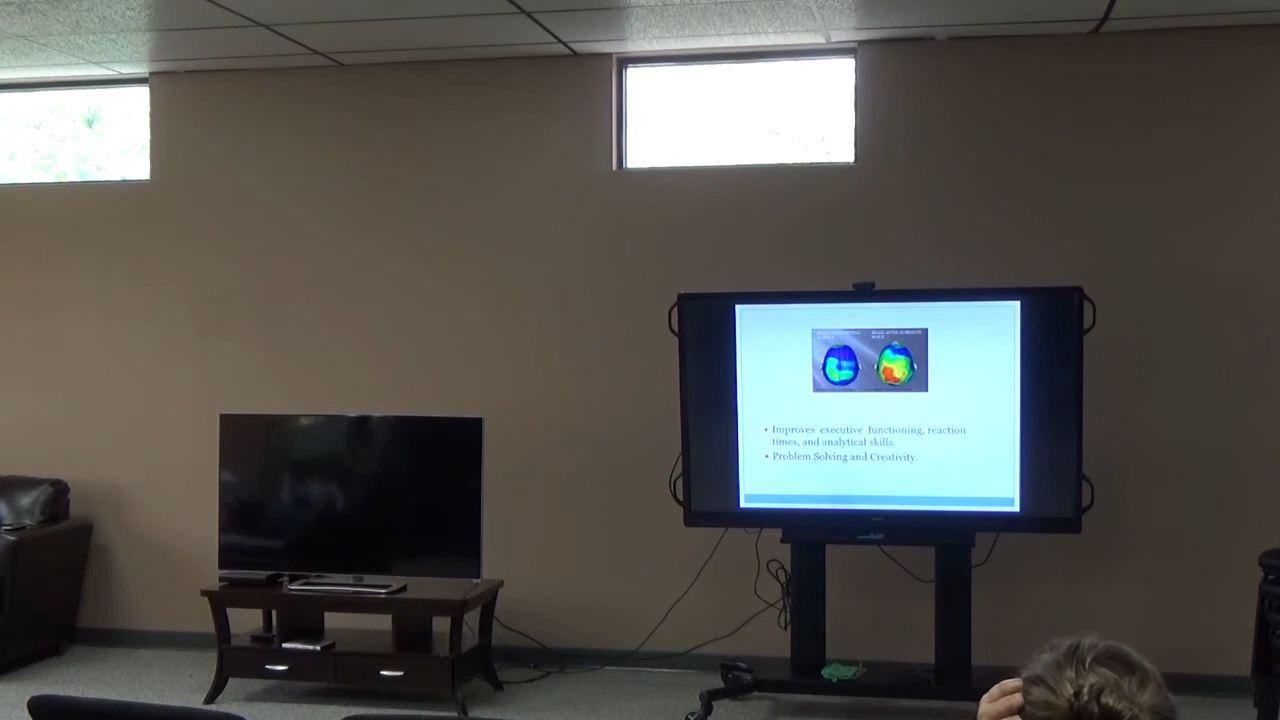 • Improves executive functioning, reaction
times, and analytical skills.
• Problem Solving and Creativity.